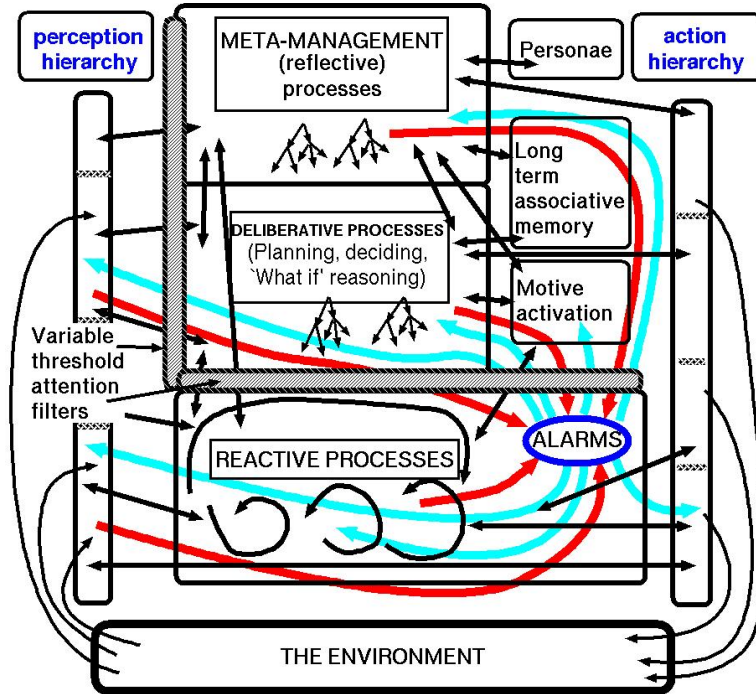 perception
hierarchy
META-MANAGEMENT
(reflective)
processes
Personae
action
hierarchy
Long
term
associative
memory
DELIBERATIVE PROCESSES
(Planning, deciding,
`What if' reasoning)
Motive
activation
Variable
threshold
attention
filters
ALARMS
REACTIVE PROCESSES
THE ENVIRONMENT